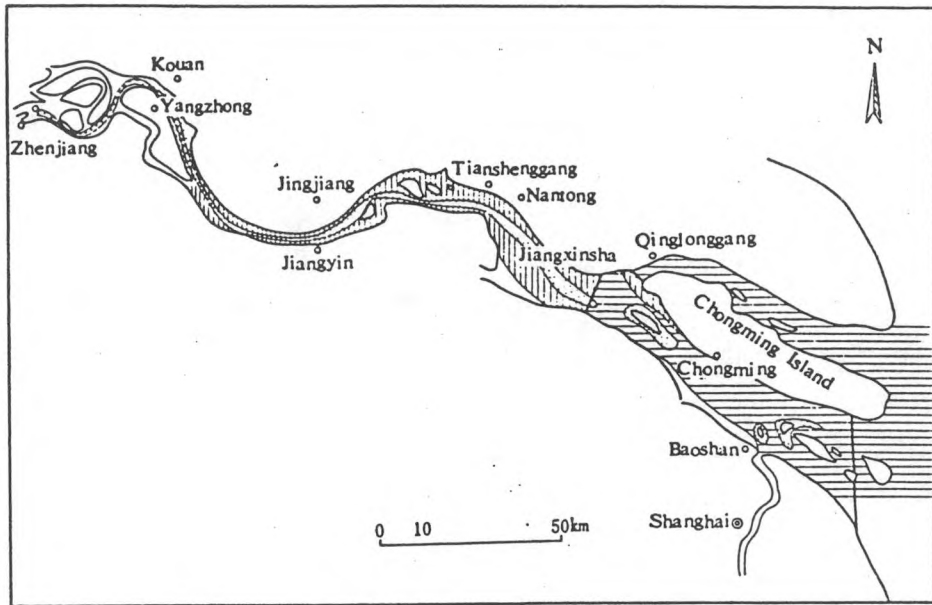 N
Kouan
Yangzhong
Zhenjiang
Tianshenggang
Jingjiang
Nantong
Qinglonggang
Jiangyin
Jiangxinsha
Chongming Island
Chongming
Baoshan
Shanghai
0 10 50km